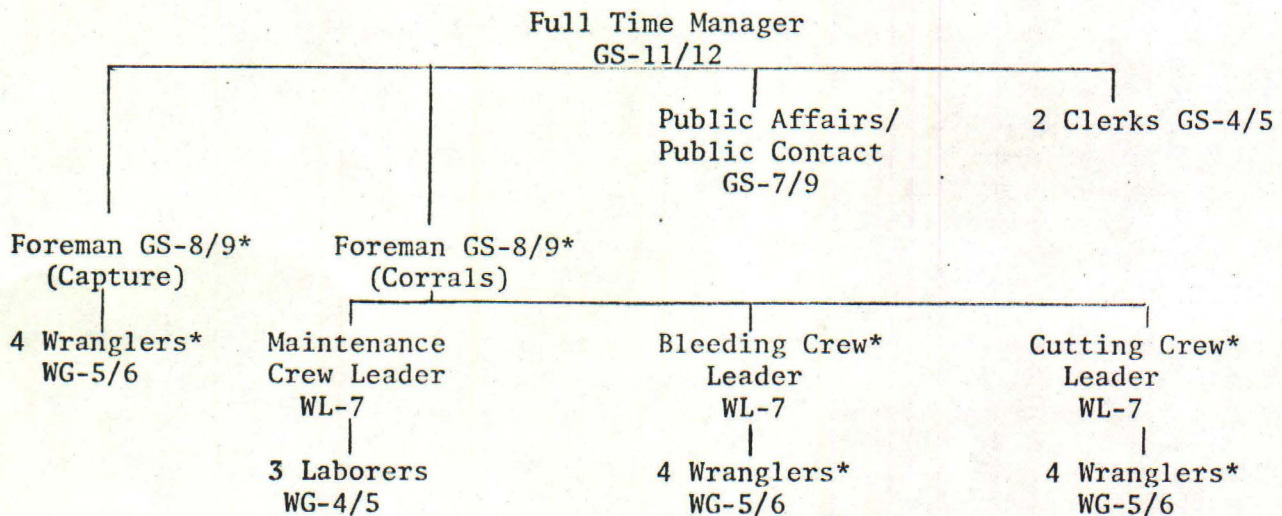 Full Time Manager
GS-11/12
Public Affairs/
Public Contact
GS-7/9
2 Clerks GS-4/5
Foreman GS-8/9*
(Capture)
Foreman GS-8/9*
(Corrals)
4 Wranglers*
WG-5/6
Maintenance
Crew Leader
WL-7
Bleeding Crew*
Leader
WL-7
Cutting Crew*
Leader
WL-7
3 Laborers
WG-4/5
4 Wranglers*
WG-5/6
4 Wranglers*
WG-5/6